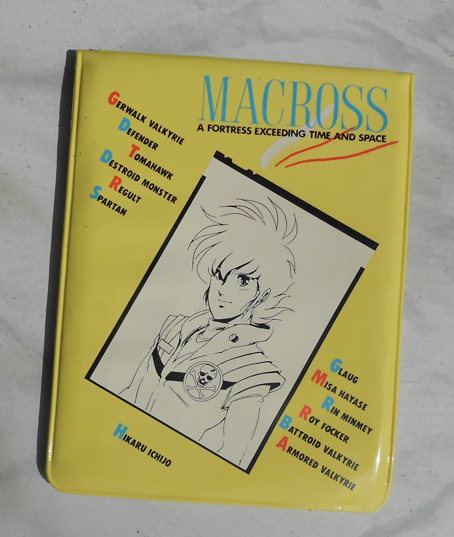 MACROSS
A FORTRESS EXCEEDING TIME AND SPACE
GERWALK VALKYRIE
DEFENDER
TOMAHAWK
DESTROID MONSTER
REGULT
SPARTAN
GLAUG
MISA HAYASE
RIN MINMEY
ROY FOCKER
BATTROID VALKYRIE
ARMORED VALKYRIE
HIKARU ICHIJO